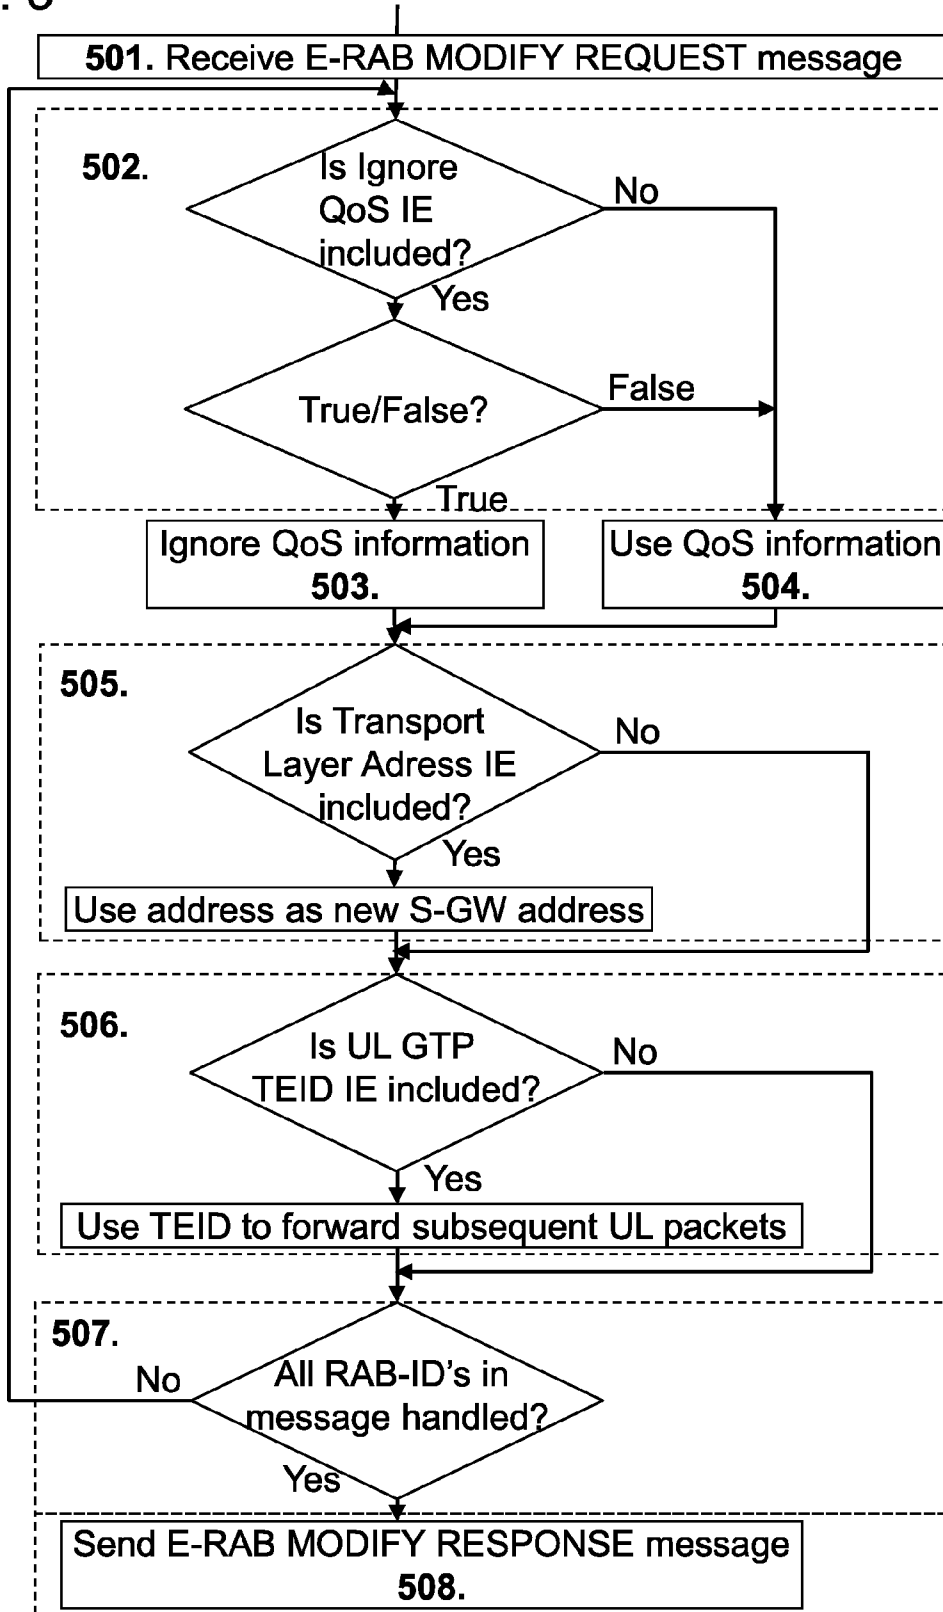 501. Receive E-RAB MODIFY REQUEST message
502.
Is Ignore
QoS IE
included?
No
Yes
True/False?
False
True
Ignore QoS information
503.
Use QoS information
504.
505.
Is Transport
Layer Adress IE
included?
No
Yes
Use address as new S-GW address
506.
Is UL GTP
TEID IE included?
No
Yes
Use TEID to forward subsequent UL packets
507.
All RAB-ID's in
message handled?
No
Yes
Send E-RAB MODIFY RESPONSE message
508.